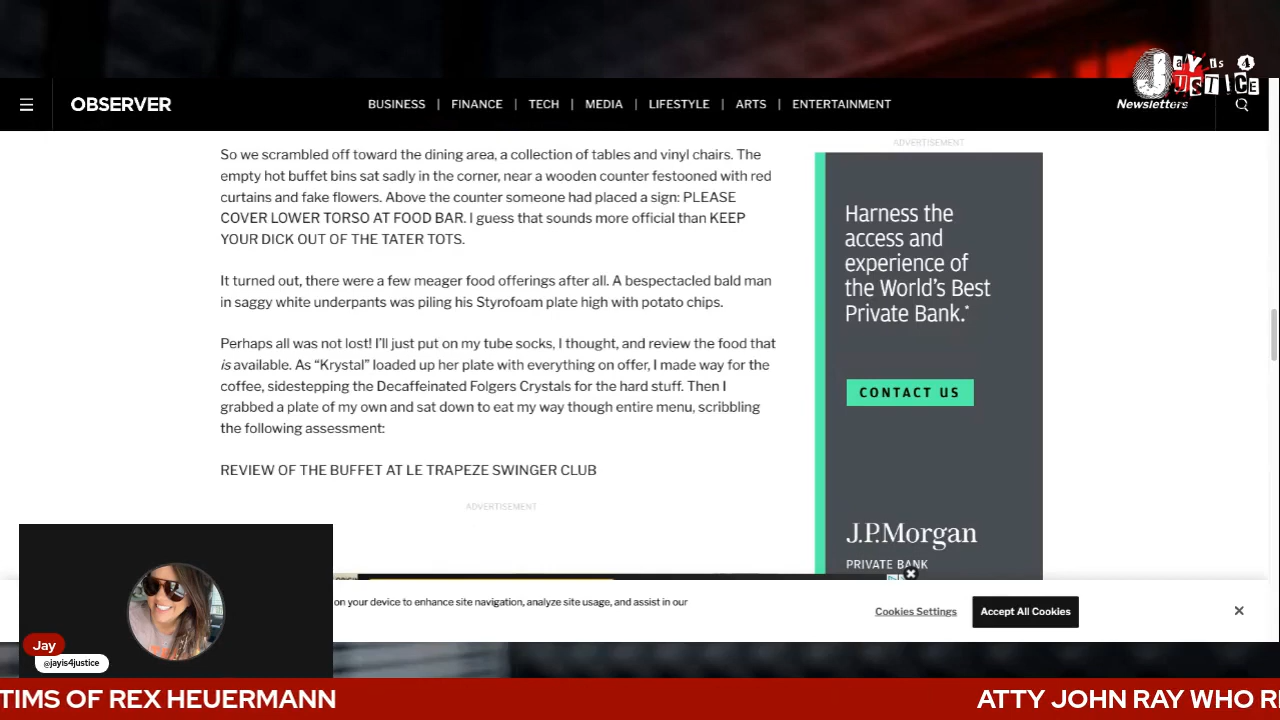 Jay is 4
JUSTICE
OBSERVER
BUSINESS | FINANCE | TECH | MEDIA | LIFESTYLE | ARTS | ENTERTAINMENT
Newsletters
ADVERTISEMENT
So we scrambled off toward the dining area, a collection of tables and vinyl chairs. The
empty hot buffet bins sat sadly in the corner, near a wooden counter festooned with red
curtains and fake flowers. Above the counter someone had placed a sign: PLEASE
COVER LOWER TORSO AT FOOD BAR. I guess that sounds more official than KEEP
YOUR DICK OUT OF THE TATER TOTS.
It turned out, there were a few meager food offerings after all. A bespectacled bald man
in saggy white underpants was piling his Styrofoam plate high with potato chips.
Perhaps all was not lost! I'll just put on my tube socks, I thought, and review the food that
is available. As “Krystal” loaded up her plate with everything on offer, I made way for the
coffee, sidestepping the Decaffeinated Folgers Crystals for the hard stuff. Then I
grabbed a plate of my own and sat down to eat my way though entire menu, scribbling
the following assessment:
REVIEW OF THE BUFFET AT LE TRAPEZE SWINGER CLUB
ADVERTISEMENT
Harness the
access and
experience of
the World's Best
Private Bank.*
CONTACT US
J.P.Morgan
PRIVATE BANK
on your device to enhance site navigation, analyze site usage, and assist in our
Cookies Settings
Accept All Cookies
Jay
@jayis4justice
TIMS OF REX HEUERMANN
ATTY JOHN RAY WHO R